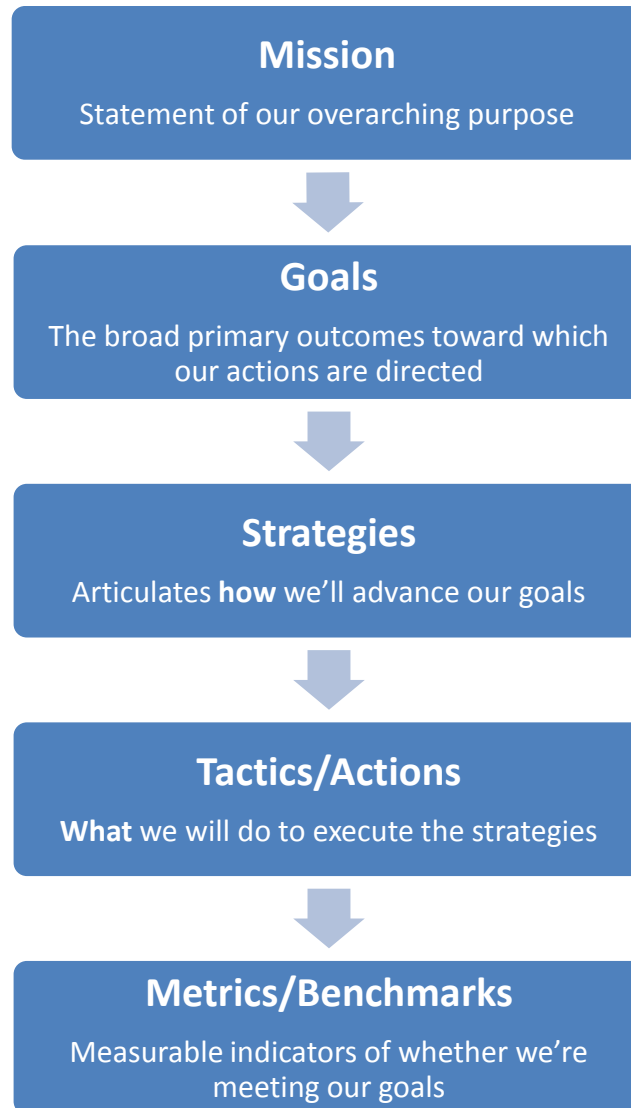 Mission
Statement of our overarching purpose
Goals
The broad primary outcomes toward which
our actions are directed
Strategies
Articulates how we’ll advance our goals
Tactics/Actions
What we will do to execute the strategies
Metrics/Benchmarks
Measurable indicators of whether we’re
meeting our goals